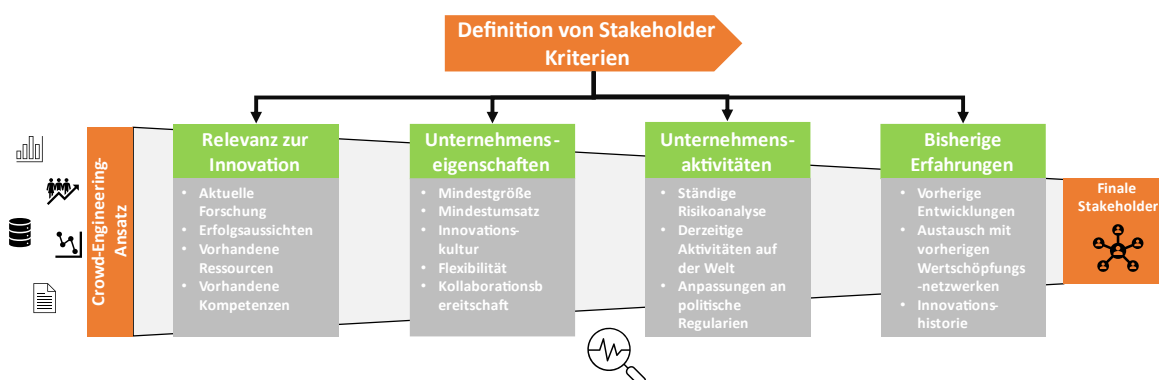 Definition von Stakeholder
Kriterien
Crowd-Engineering-
Ansatz
Relevanz zur
Innovation
• Aktuelle
Forschung
• Erfolgsaussichten
• Vorhandene
Ressourcen
• Vorhandene
Kompetenzen
Unternehmens-
eigenschaften
• Mindestgröße
• Mindestumsatz
• Innovations-
kultur
• Flexibilität
• Kollaborationsb
ereitschaft
Unternehmens-
aktivitäten
• Ständige
Risikoanalyse
• Derzeitige
Aktivitäten auf
der Welt
• Anpassungen an
politische
Regularien
Bisherige
Erfahrungen
• Vorherige
Entwicklungen
• Austausch mit
vorherigen
Wertschöpfungs
-netzwerken
• Innovations-
historie
Finale
Stakeholder